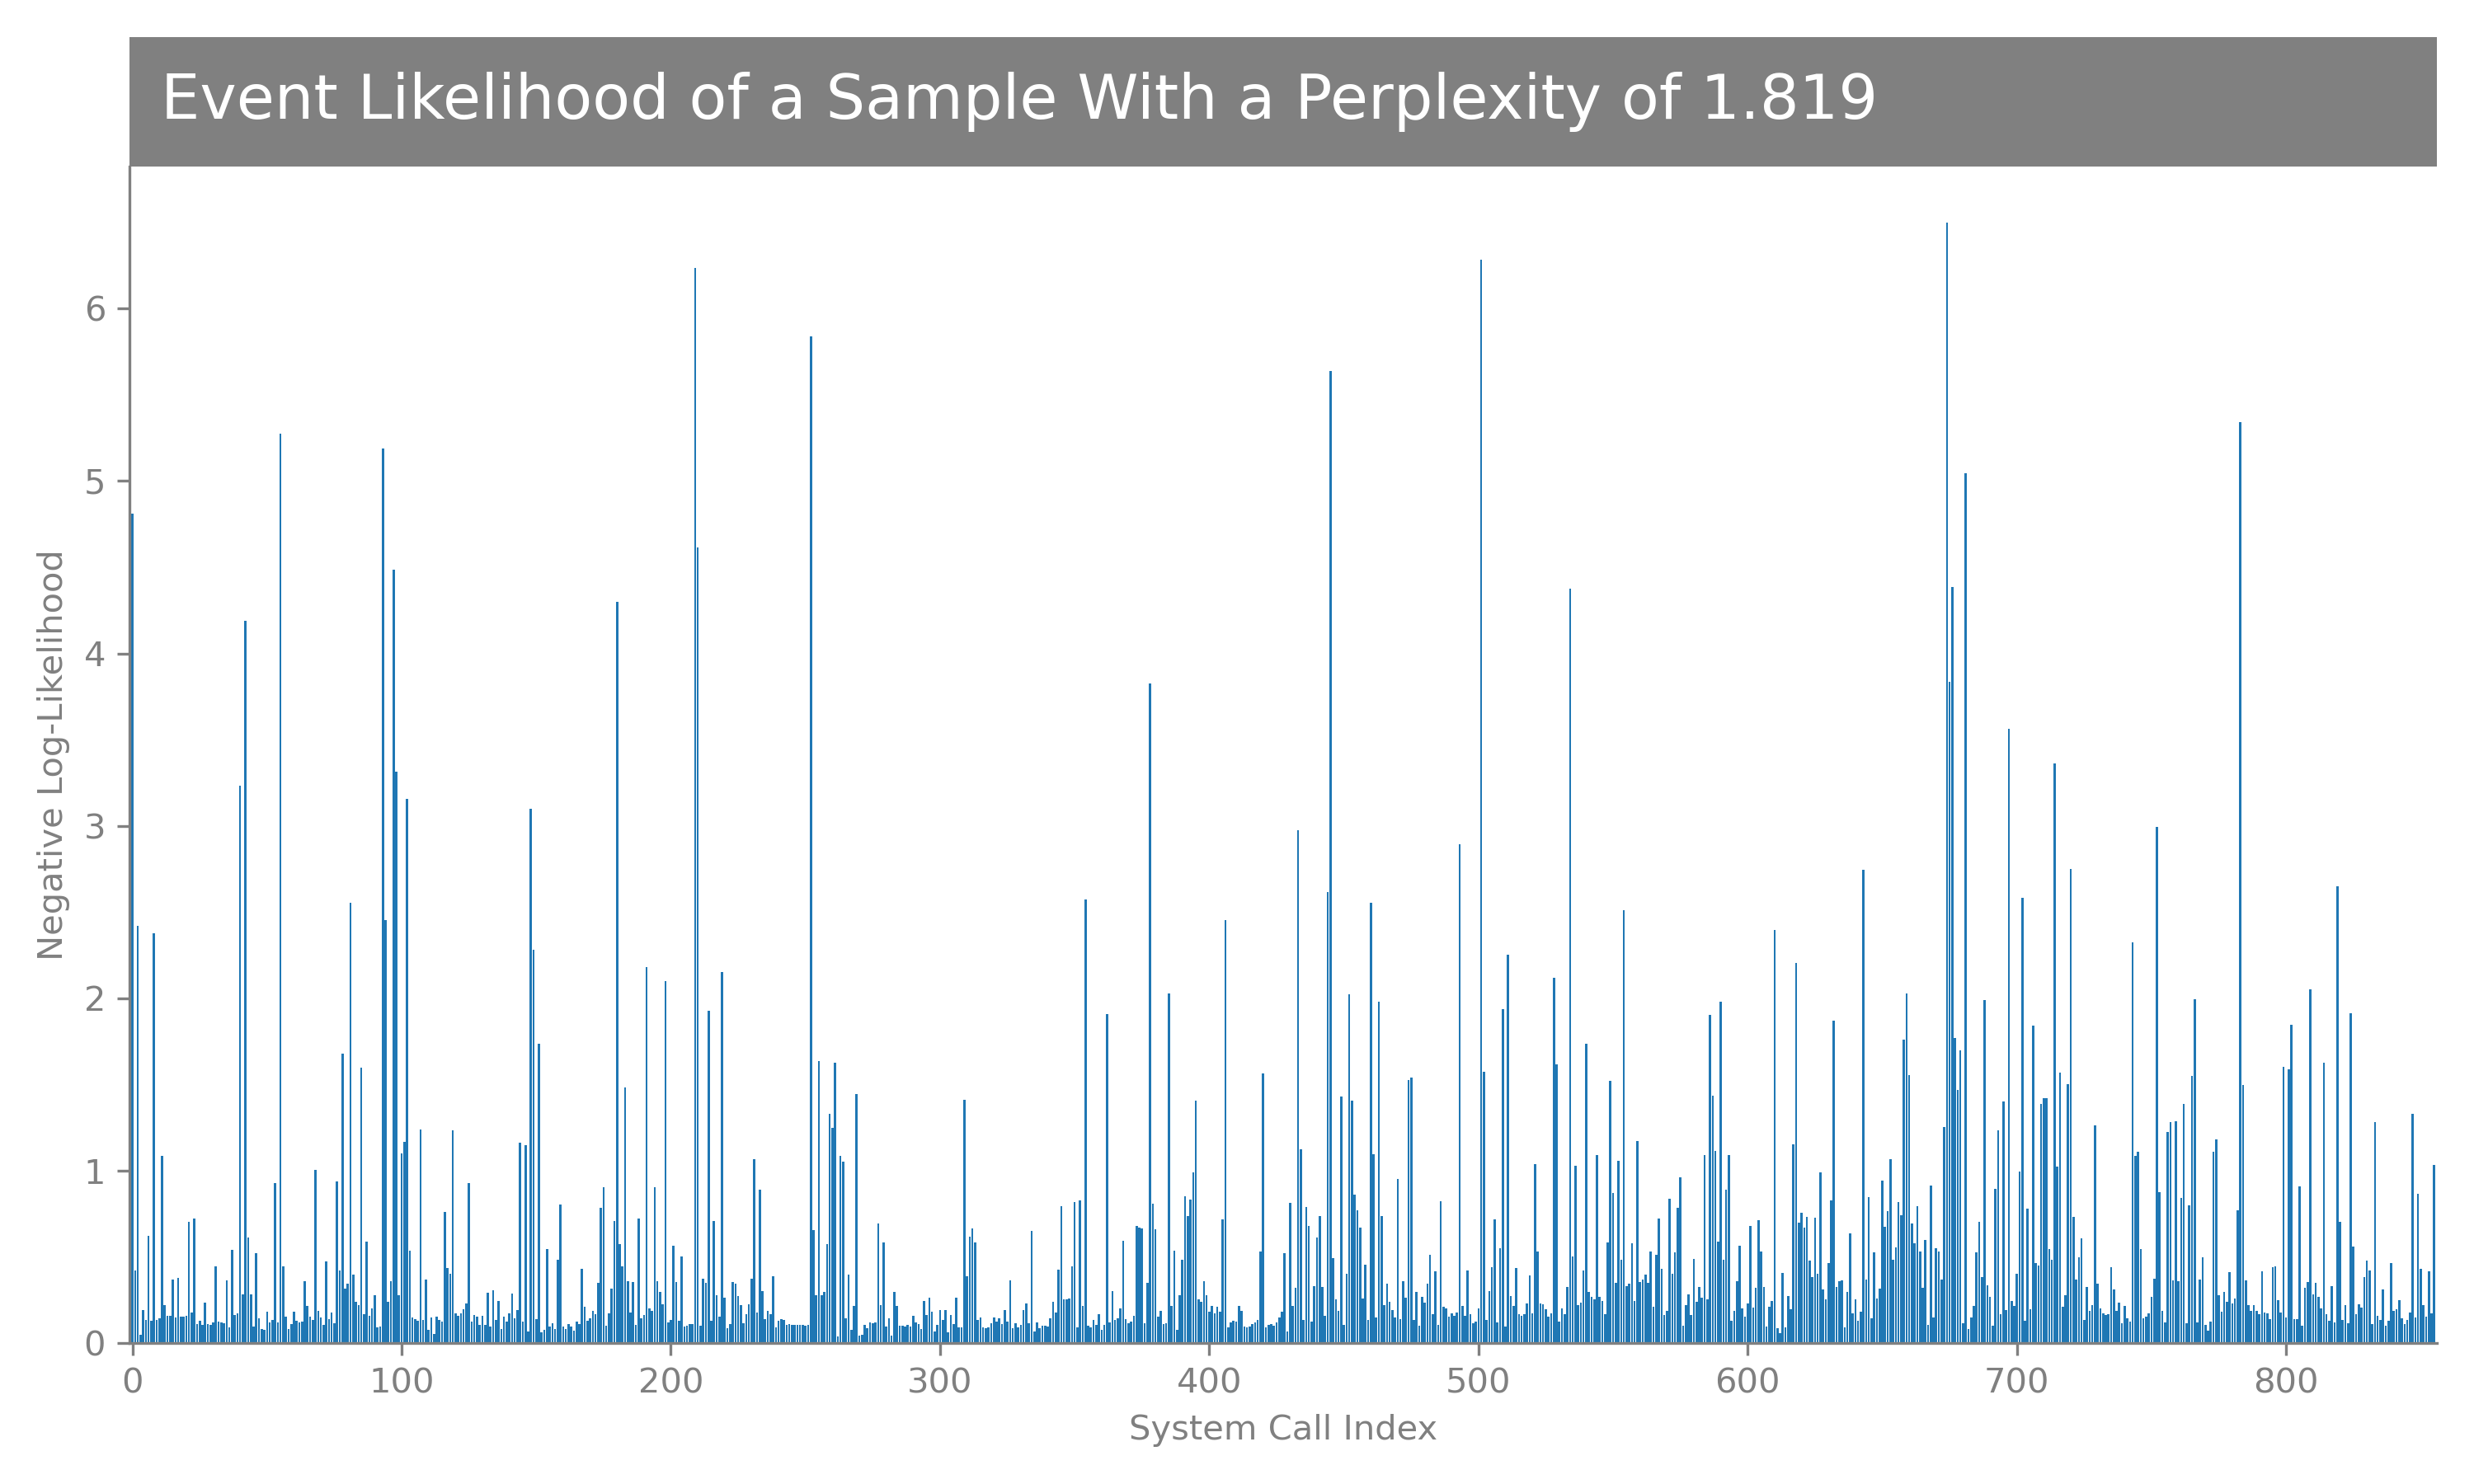 Event Likelihood of a Sample With a Perplexity of 1.819
Negative Log-Likelihood
6
5
4
3
2
1
0
0 100 200 300 400 500 600 700 800
System Call Index